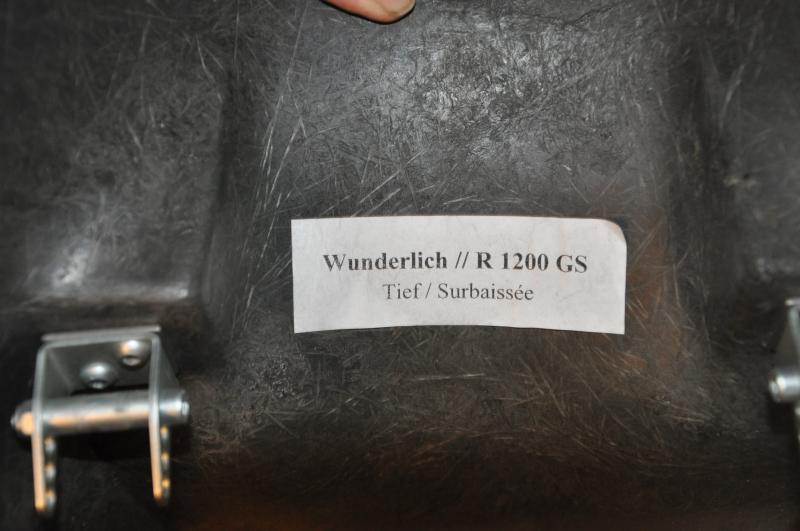 Wunderlich // R 1200 GS
Tief / Surbaissée